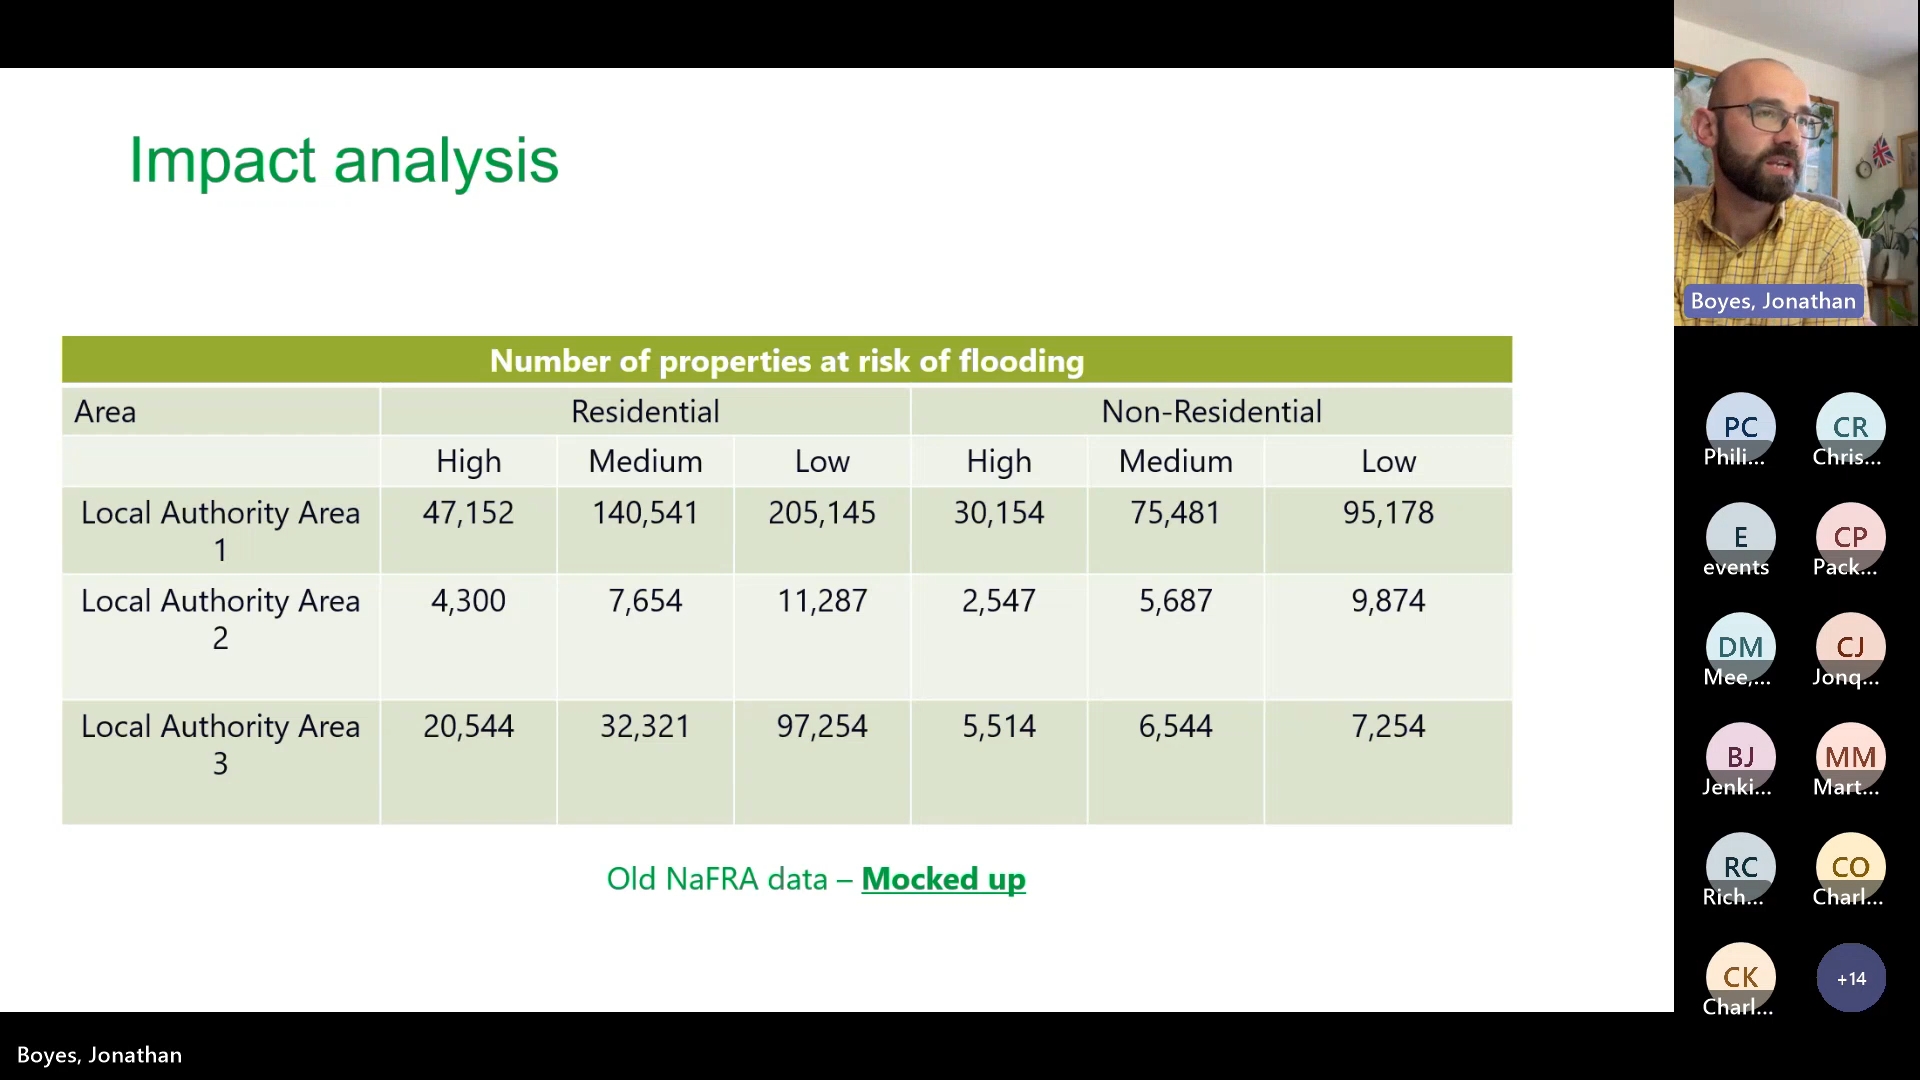 Impact analysis
Number of properties at risk of flooding
Area Residential Non-Residential
High Medium Low High Medium Low
Local Authority Area 1 47,152 140,541 205,145 30,154 75,481 95,178
Local Authority Area 2 4,300 7,654 11,287 2,547 5,687 9,874
Local Authority Area 3 20,544 32,321 97,254 5,514 6,544 7,254
Old NaFRA data – Mocked up
Boyes, Jonathan
PC CR
Phili... Chris...
E CP
events Pack...
DM CJ
Mee,... Jonq...
BJ MM
Jenki... Mart...
RC CO
Rich... Charl...
CK +14
Charl...
Boyes, Jonathan